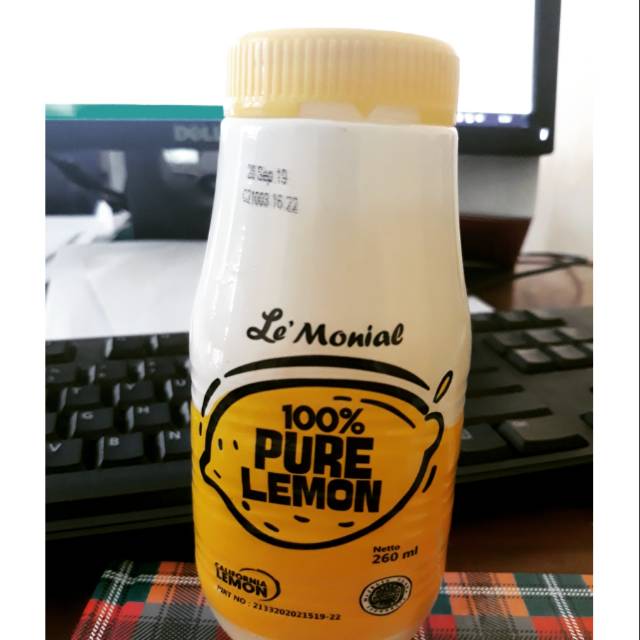 DELL
28 Sep 19
C21003 16 22
Le' Monial
100%
PURE
LEMON
Netto
260 ml
CALIFORNIA
LEMON
PIRT NO : 2133202021519-22
V
B
N
M